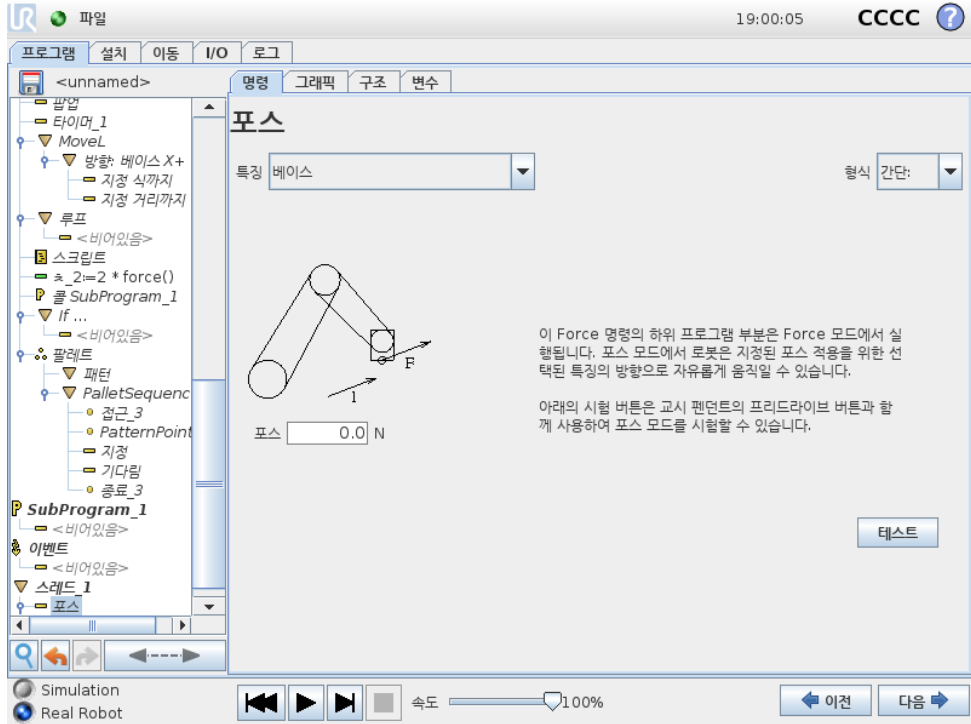 UR 파일 19:00:05 CCCC ?
프로그램 설치 이동 I/O 로그
<unnamed>
명령 그래픽 구조 변수
팝업
타이머_1
MoveL
방향: 베이스 X+
지정 식까지
지정 거리까지
루프
<비어있음>
스크립트
ㅊ_2:=2 * force()
콜 SubProgram_1
If ...
<비어있음>
팔레트
패턴
PalletSequenc
접근_3
PatternPoint
지정
기다림
종료_3
SubProgram_1
<비어있음>
이벤트
<비어있음>
스레드_1
포스
포스
특징 베이스
형식 간단:
F
1
포스 0.0 N
이 Force 명령의 하위 프로그램 부분은 Force 모드에서 실
행됩니다. 포스 모드에서 로봇은 지정된 포스 적용을 위한 선
택된 특징의 방향으로 자유롭게 움직일 수 있습니다.
아래의 시험 버튼은 교시 펜던트의 프리드라이브 버튼과 함
께 사용하여 포스 모드를 시험할 수 있습니다.
테스트
Simulation
Real Robot
속도 100%
이전 다음